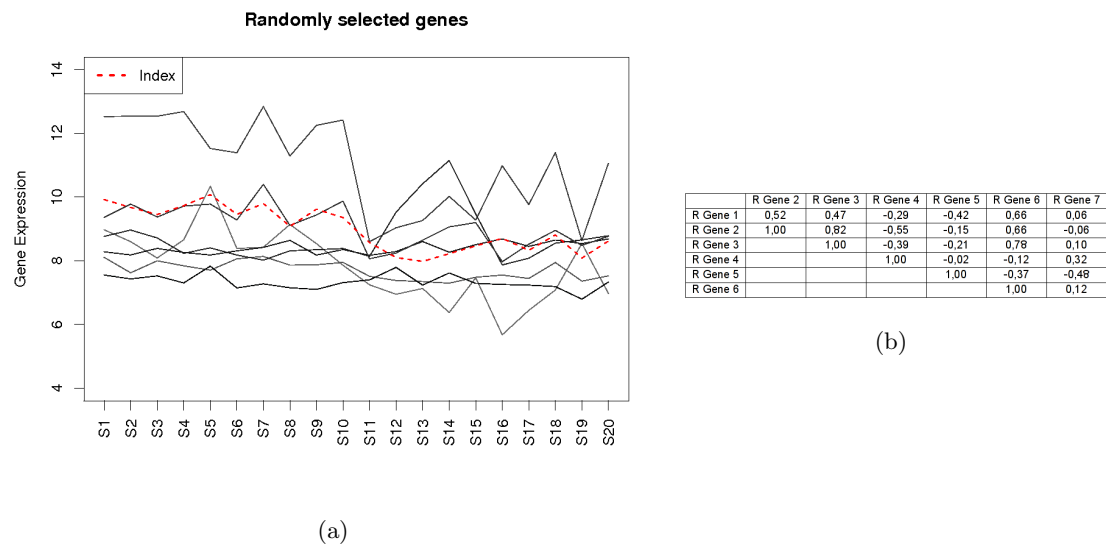 Randomly selected genes
Index
Gene Expression
14
12
10
8
6
4
S1 S2 S3 S4 S5 S6 S7 S8 S9 S10 S11 S12 S13 S14 S15 S16 S17 S18 S19 S20
(a)
R Gene 2 R Gene 3 R Gene 4 R Gene 5 R Gene 6 R Gene 7
R Gene 1 0,52 0,47 -0,29 -0,42 0,66 0,06
R Gene 2 1,00 0,82 -0,55 -0,15 0,66 -0,06
R Gene 3 1,00 -0,39 -0,21 0,78 0,10
R Gene 4 1,00 -0,02 -0,12 0,32
R Gene 5 1,00 -0,37 -0,48
R Gene 6 1,00 0,12
(b)